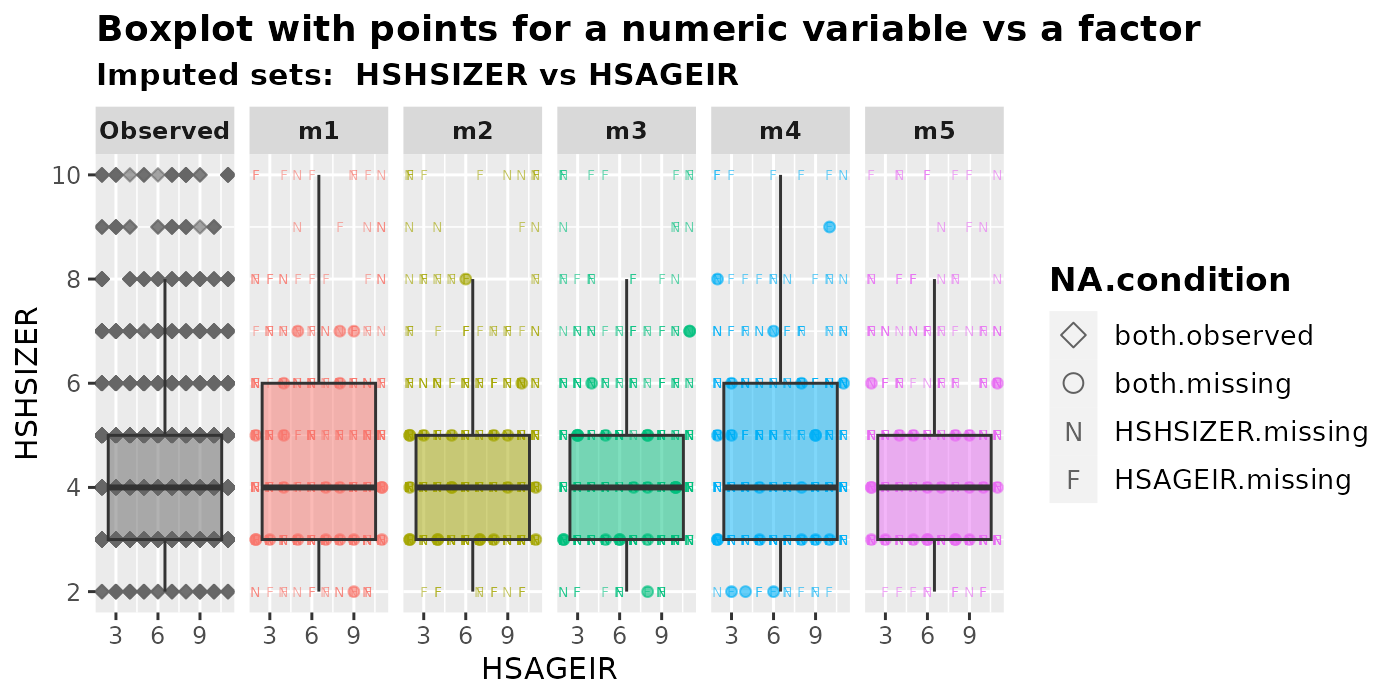 Boxplot with points for a numeric variable vs a factor
Imputed sets:  HSHSIZER vs HSAGEIR
Observed m1 m2 m3 m4 m5
HSHSIZER
10
8
6
4
2
3 6 9 3 6 9 3 6 9 3 6 9 3 6 9 3 6 9
HSAGEIR
NA.condition
both.observed
both.missing
N HSHSIZER.missing
F HSAGEIR.missing